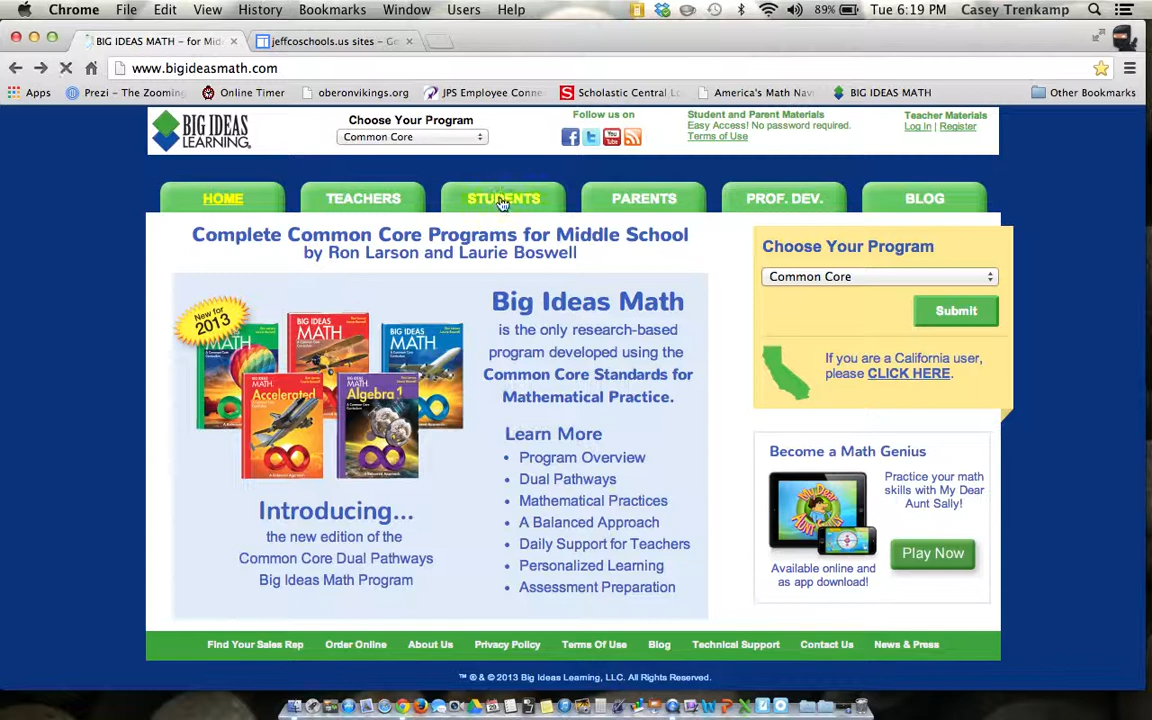 Chrome File Edit View History Bookmarks Window Users Help 89% Tue 6:19 PM Casey Trenkamp
BIG IDEAS MATH – for Mid jeffcoschools.us sites – Go
www.bigideasmath.com
Apps Prezi - The Zooming Online Timer oberonvikings.org JPS Employee Conne Scholastic Central Lo America's Math Nav BIG IDEAS MATH Other Bookmarks
BIG IDEAS
LEARNING
Choose Your Program
Common Core
Follow us on
You Tube
Student and Parent Materials
Easy Access! No password required.
Terms of Use
Teacher Materials
Log In | Register
HOME TEACHERS STUDENTS PARENTS PROF. DEV. BLOG
Complete Common Core Programs for Middle School
by Ron Larson and Laurie Boswell
New for
2013
BIG IDEAS
MATH
BIG IDEAS
MATH
BIG IDEAS
MATH
BIG IDEAS
MATH
Accelerated
BIG IDEAS
MATH
Algebra 1
Introducing...
the new edition of the
Common Core Dual Pathways
Big Ideas Math Program
Big Ideas Math
is the only research-based
program developed using the
Common Core Standards for
Mathematical Practice.
Learn More
• Program Overview
• Dual Pathways
• Mathematical Practices
• A Balanced Approach
• Daily Support for Teachers
• Personalized Learning
• Assessment Preparation
Choose Your Program
Common Core
Submit
If you are a California user,
please CLICK HERE.
Become a Math Genius
My Dear
Aunt Sally
Practice your math
skills with My Dear
Aunt Sally!
Play Now
Available online and
as app download!
Find Your Sales Rep Order Online About Us Privacy Policy Terms Of Use Blog Technical Support Contact Us News & Press
™ ® & © 2013 Big Ideas Learning, LLC. All Rights Reserved.